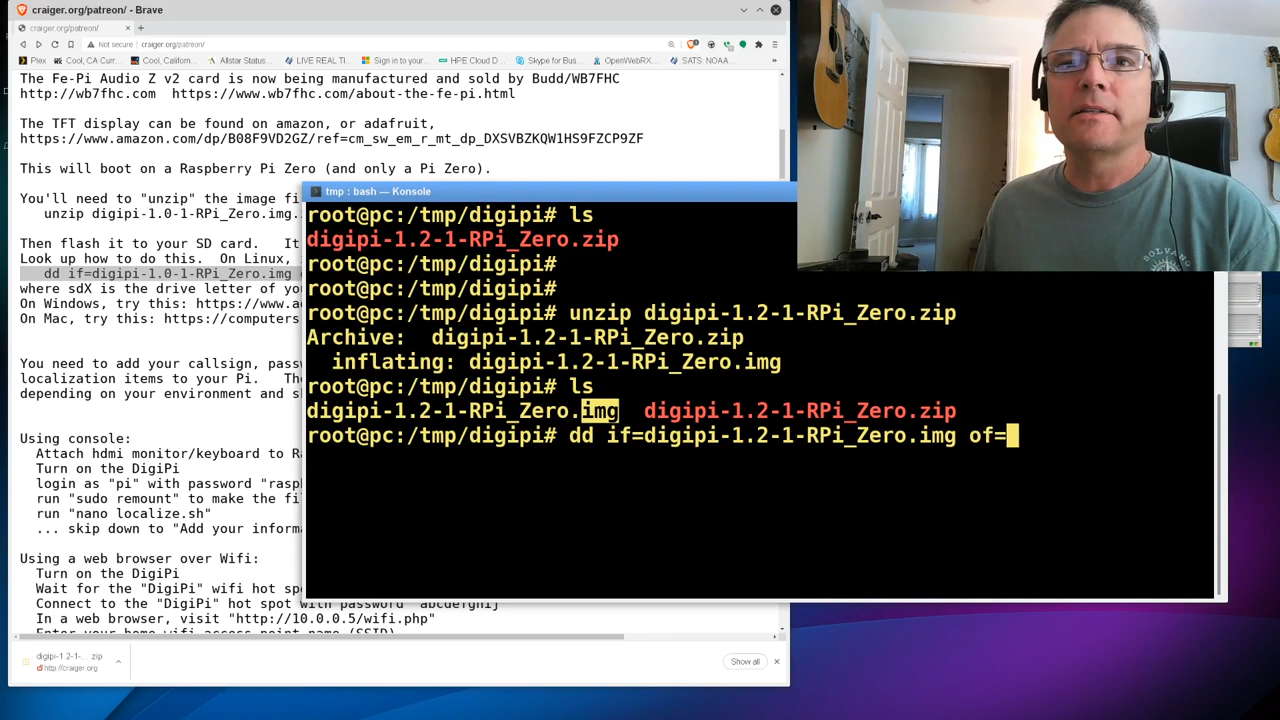 craiger.org/patreon/ - Brave
craiger.org/patreon/
Not secure craiger.org/patreon/
Plex Cool, CA Curr... Cool, Californ... Allstar Status... LIVE REAL TI... Sign in to your... HPE Cloud D... Skype for Bus... OpenWebRX... SATS: NOAA...
The Fe-Pi Audio Z v2 card is now being manufactured and sold by Budd/WB7FHC
http://wb7fhc.com https://www.wb7fhc.com/about-the-fe-pi.html
The TFT display can be found on amazon, or adafruit,
https://www.amazon.com/dp/B08F9VD2GZ/ref=cm_sw_em_r_mt_dp_DXSVBZKQW1HS9FZCP9ZF
This will boot on a Raspberry Pi Zero (and only a Pi Zero).
You'll need to "unzip" the image fi
unzip digipi-1.0-1-RPi_Zero.img.
Then flash it to your SD card. It
Look up how to do this. On Linux,
dd if=digipi-1.0-1-RPi_Zero.img
where sdX is the drive letter of yo
On Windows, try this: https://www.a
On Mac, try this: https://computers
You need to add your callsign, pass
localization items to your Pi. Th
depending on your environment and s
Using console:
Attach hdmi monitor/keyboard to R
Turn on the DigiPi
login as "pi" with password "rasp
run "sudo remount" to make the fi
run "nano localize.sh"
... skip down to "Add your informa
Using a web browser over Wifi:
Turn on the DigiPi
Wait for the "DigiPi" wifi hot sp
Connect to the "DigiPi" hot spot with password "abcdefghij"
In a web browser, visit "http://10.0.0.5/wifi.php"
Enter your home wifi access point name (SSID)
digipi-1.2-1-... .zip
http://craiger.org
Show all
tmp : bash — Konsole
root@pc:/tmp/digipi# ls
digipi-1.2-1-RPi_Zero.zip
root@pc:/tmp/digipi#
root@pc:/tmp/digipi#
root@pc:/tmp/digipi# unzip digipi-1.2-1-RPi_Zero.zip
Archive: digipi-1.2-1-RPi_Zero.zip
inflating: digipi-1.2-1-RPi_Zero.img
root@pc:/tmp/digipi# ls
digipi-1.2-1-RPi_Zero.img digipi-1.2-1-RPi_Zero.zip
root@pc:/tmp/digipi# dd if=digipi-1.2-1-RPi_Zero.img of=
SOLVANG